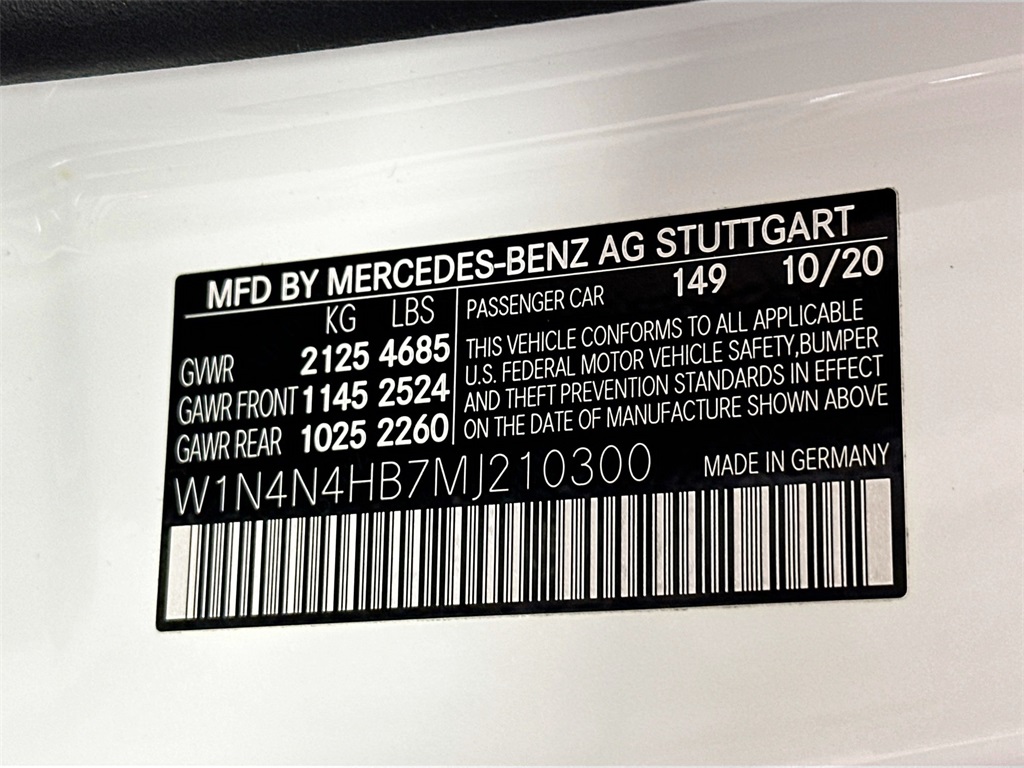 MFD BY MERCEDES-BENZ AG STUTTGART
KG LBS
GVWR 2125 4685
GAWR FRONT 1145 2524
GAWR REAR 1025 2260
PASSENGER CAR 149 10/20
THIS VEHICLE CONFORMS TO ALL APPLICABLE
U.S. FEDERAL MOTOR VEHICLE SAFETY,BUMPER
AND THEFT PREVENTION STANDARDS IN EFFECT
ON THE DATE OF MANUFACTURE SHOWN ABOVE
W1N4N4HB7MJ210300 MADE IN GERMANY